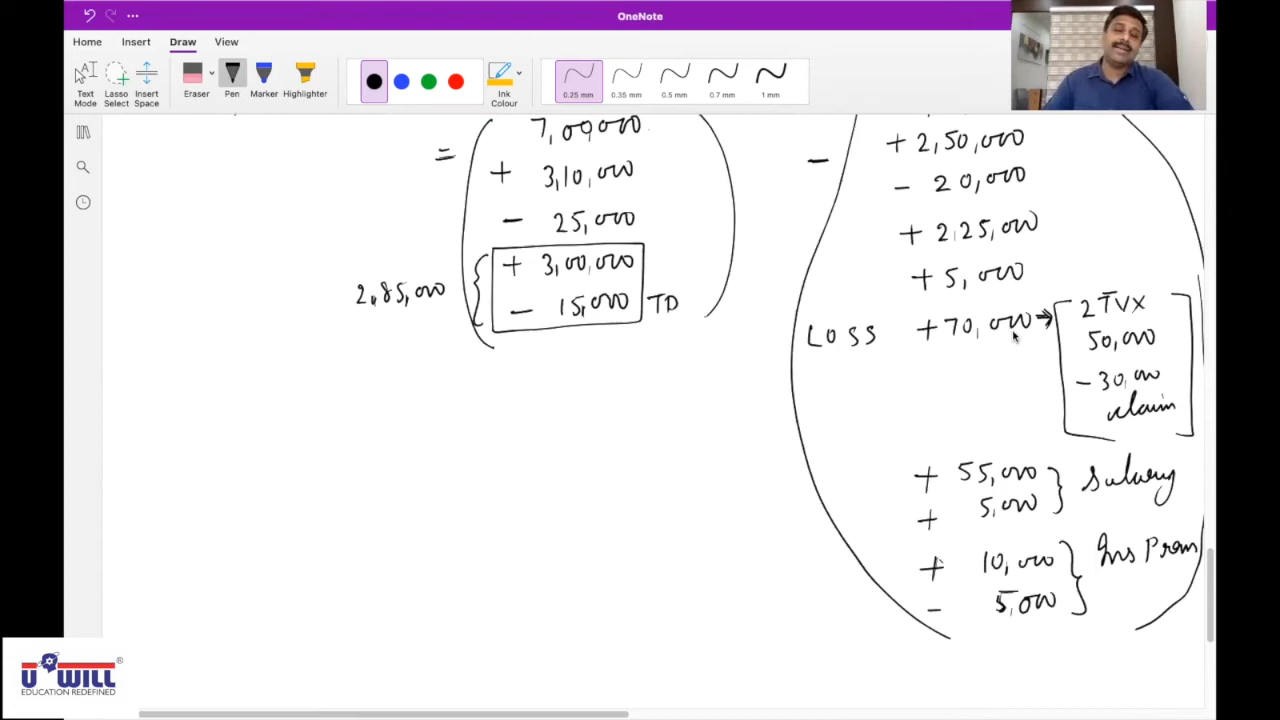 OneNote
Home Insert Draw View
Text Mode
Lasso Select
Insert Space
Eraser
Pen
Marker
Highlighter
Ink Colour
0.25 mm
0.35 mm
0.5 mm
0.7 mm
1 mm
= 7,00,000
+ 3,10,000
- 25,000
+ 3,00,000
2,85,000
- 15,000 TD
-
+ 2,50,000
- 20,000
+ 2,25,000
+ 5,000
LOSS + 70,000
2 TVX
50,000
- 30,000
claim
+ 55,000
+ 5,000
Salary
+ 10,000
- 5,000
Ins Prem
U WILL
EDUCATION REDEFINED
®